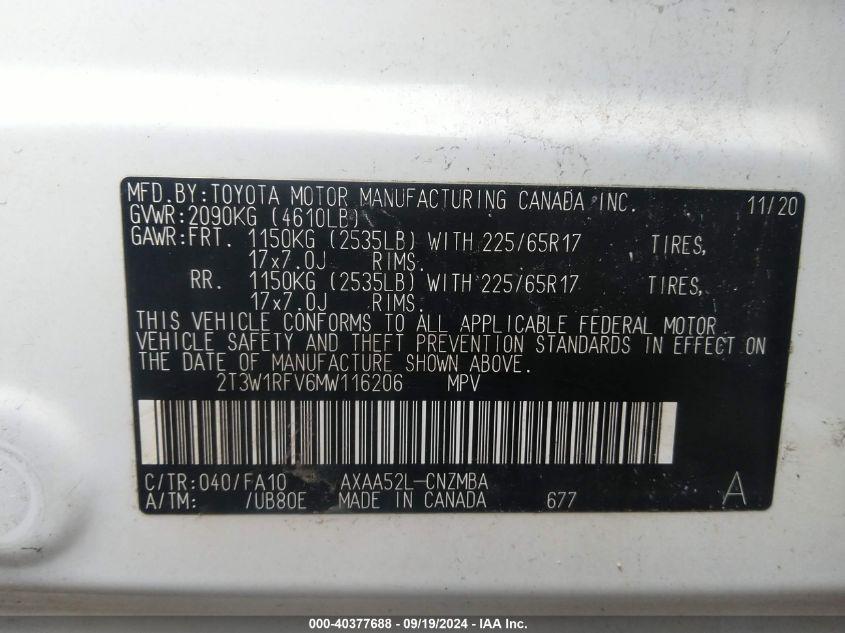 MFD.BY:TOYOTA MOTOR MANUFACTURING CANADA INC. 11/20
GVWR:2090KG (4610LB)
GAWR:FRT. 1150KG (2535LB) WITH 225/65R17 TIRES,
17x7.0J RIMS.
RR. 1150KG (2535LB) WITH 225/65R17 TIRES,
17x7.0J RIMS.
THIS VEHICLE CONFORMS TO ALL APPLICABLE FEDERAL MOTOR
VEHICLE SAFETY AND THEFT PREVENTION STANDARDS IN EFFECT ON
THE DATE OF MANUFACTURE SHOWN ABOVE.
2T3W1RFV6MW116206 MPV
C/TR:040/FA10 AXAA52L-CNZMBA
A/TM: /UB80E MADE IN CANADA 677 A
000-40377688 - 09/19/2024 - IAA Inc.